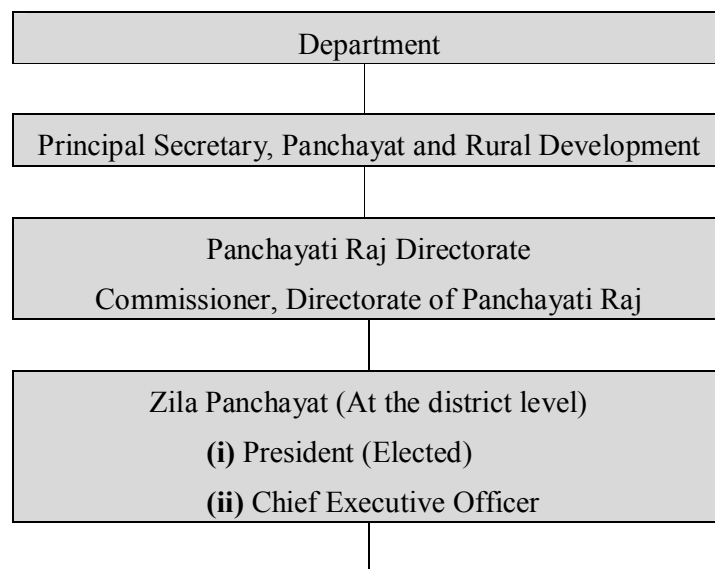 Department
Principal Secretary, Panchayat and Rural Development
Panchayati Raj Directorate
Commissioner, Directorate of Panchayati Raj
Zila Panchayat (At the district level)
(i) President (Elected)
(ii) Chief Executive Officer